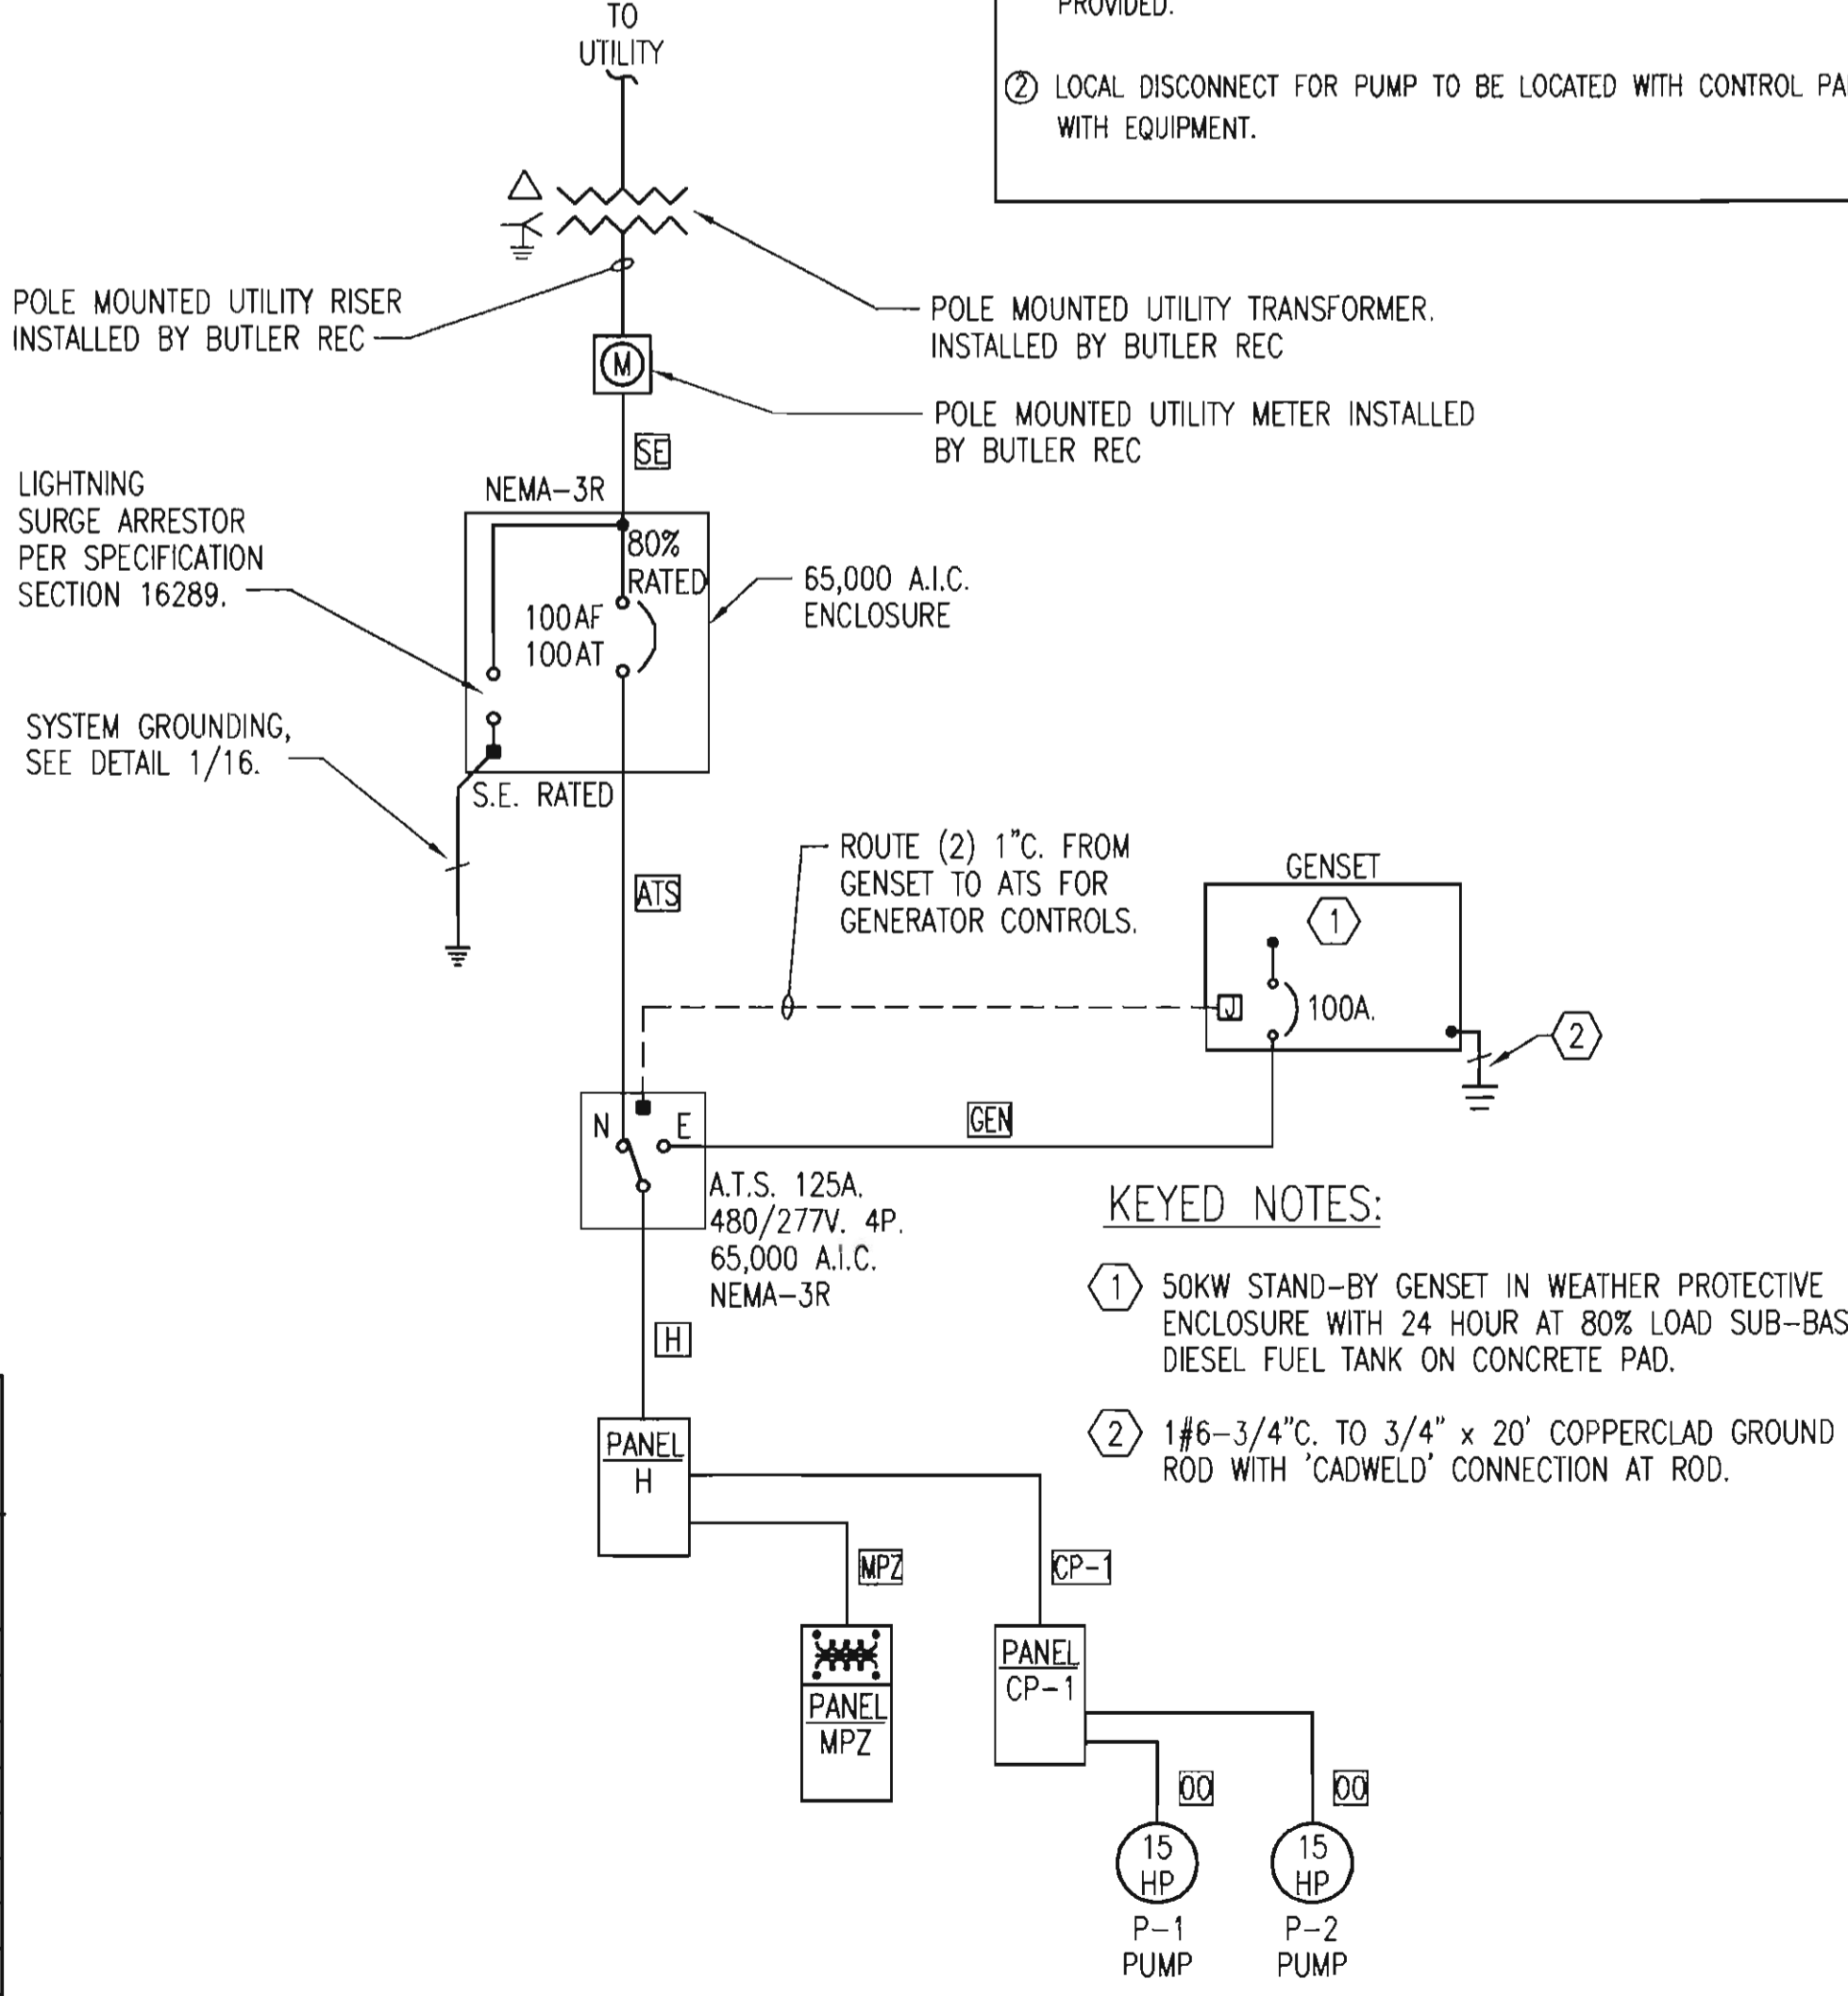 TO
UTILITY
PROVIDED.
② LOCAL DISCONNECT FOR PUMP TO BE LOCATED WITH CONTROL
WITH EQUIPMENT.
POLE MOUNTED UTILITY RISER
INSTALLED BY BUTLER REC
POLE MOUNTED UTILITY TRANSFORMER.
INSTALLED BY BUTLER REC
M
POLE MOUNTED UTILITY METER INSTALLED
BY BUTLER REC
SE
LIGHTNING
SURGE ARRESTOR
PER SPECIFICATION
SECTION 16289.
NEMA-3R
80%
RATED
100AF
100AT
65,000 A.I.C.
ENCLOSURE
SYSTEM GROUNDING,
SEE DETAIL 1/16.
S.E. RATED
ATS
ROUTE (2) 1"C. FROM
GENSET TO ATS FOR
GENERATOR CONTROLS.
GENSET
1
J
100A.
2
N
E
GEN
A.T.S. 125A.
480/277V. 4P.
65,000 A.I.C.
NEMA-3R
H
KEYED NOTES:
1 50KW STAND-BY GENSET IN WEATHER PROTECTIVE
ENCLOSURE WITH 24 HOUR AT 80% LOAD
DIESEL FUEL TANK ON CONCRETE PAD.
2 1#6-3/4"C. TO 3/4" x 20' COPPERCLAD GROUND
ROD WITH 'CADWELD' CONNECTION AT ROD.
PANEL
H
MPZ
CP-1
PANEL
MPZ
PANEL
CP-1
00
00
15
HP
15
HP
P-1
PUMP
P-2
PUMP